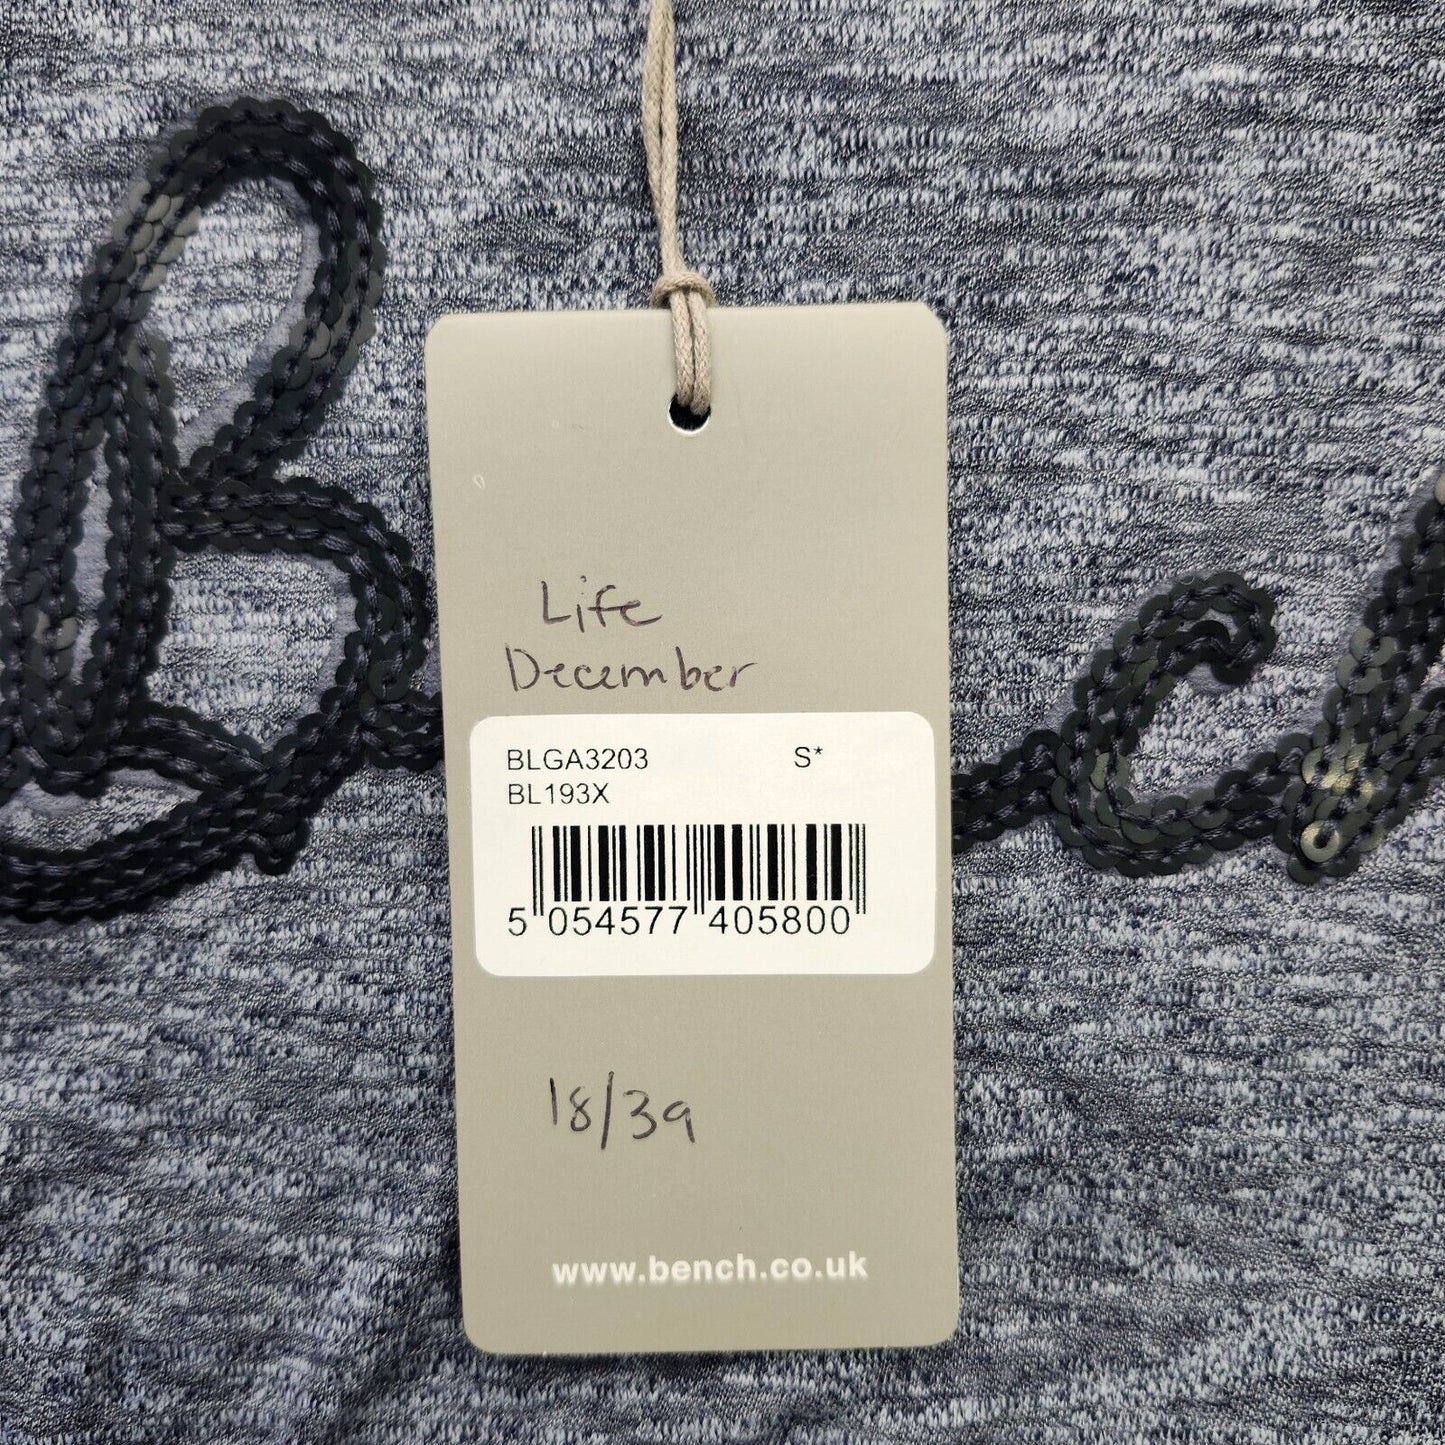 Life
December
BLGA3203 S*
BL193X
5 054577 405800
18/39
www.bench.co.uk